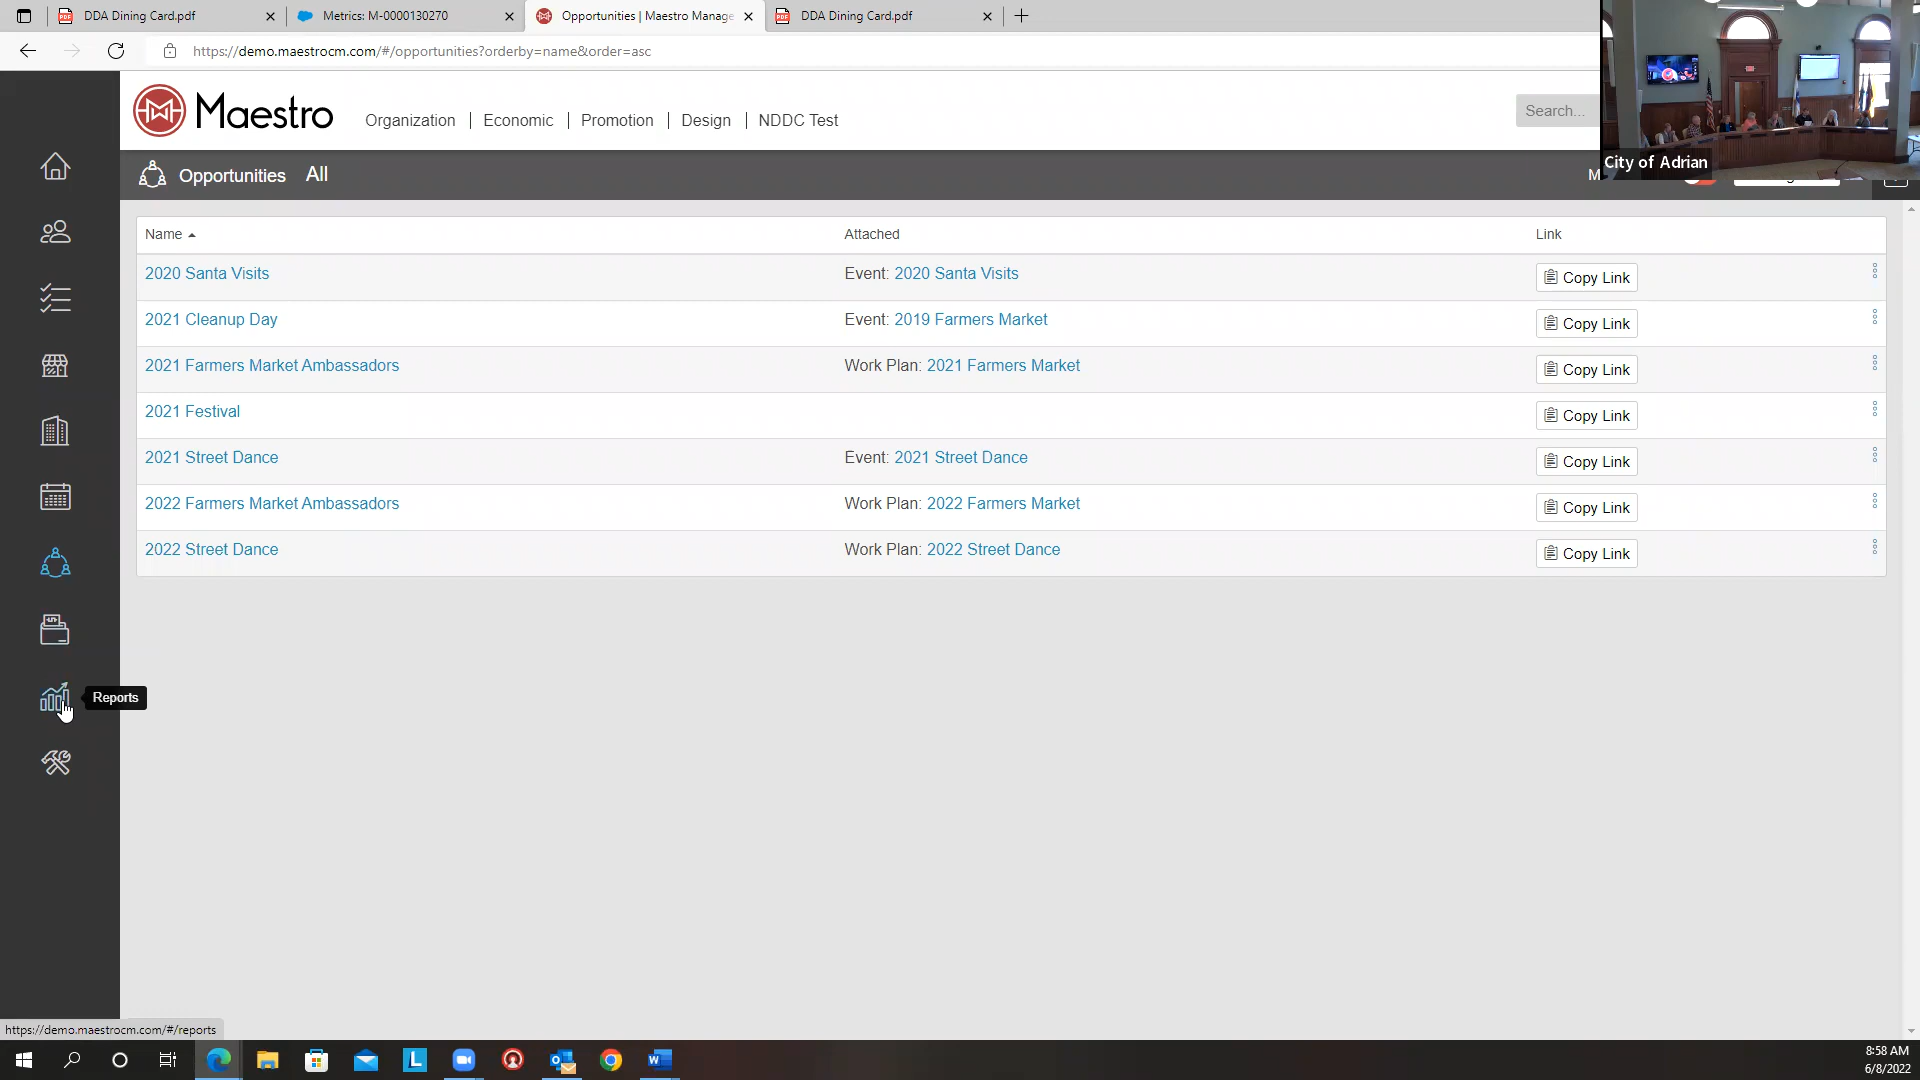 DDA Dining Card.pdf
Metrics: M-0000130270
Opportunities | Maestro Manage
DDA Dining Card.pdf
https://demo.maestrocm.com/#/opportunities?orderby=name&order=asc
Maestro
Organization | Economic | Promotion | Design | NDDC Test
Search...
City of Adrian
Opportunities All
M
Name Attached Link
2020 Santa Visits Event: 2020 Santa Visits Copy Link
2021 Cleanup Day Event: 2019 Farmers Market Copy Link
2021 Farmers Market Ambassadors Work Plan: 2021 Farmers Market Copy Link
2021 Festival Copy Link
2021 Street Dance Event: 2021 Street Dance Copy Link
2022 Farmers Market Ambassadors Work Plan: 2022 Farmers Market Copy Link
2022 Street Dance Work Plan: 2022 Street Dance Copy Link
Reports
https://demo.maestrocm.com/#/reports
8:58 AM
6/8/2022